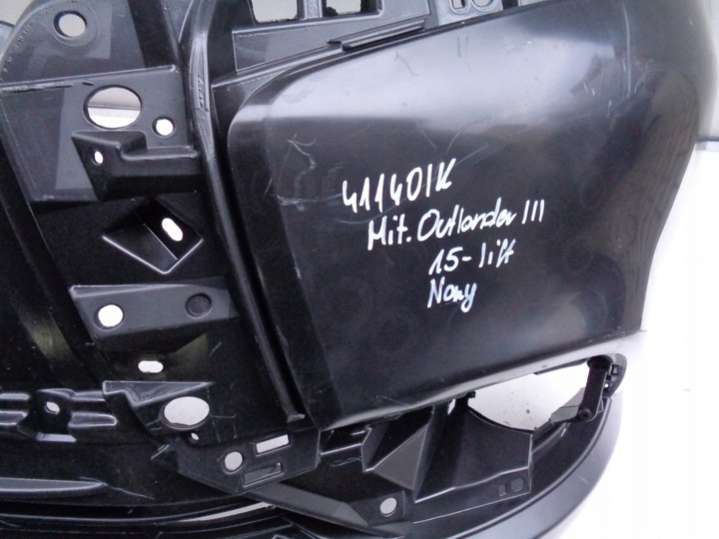 411401K
Mit. Outlander III
15-lift
Nowy